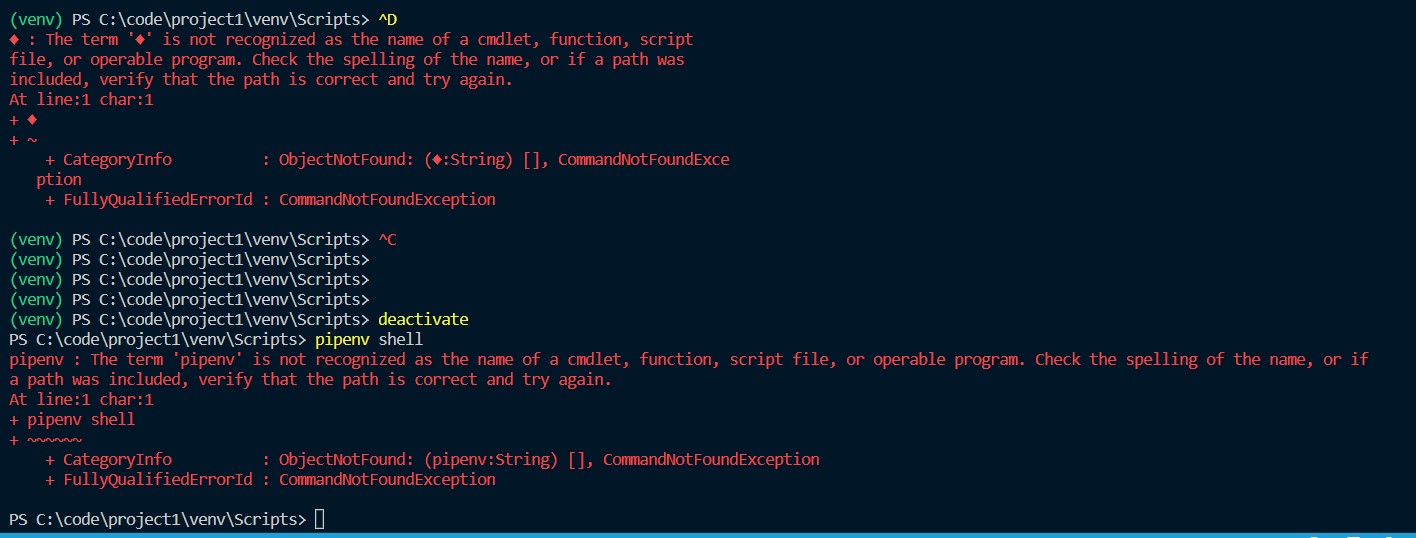 (venv) PS C:\code\project1\venv\Scripts> ^D
♦ : The term '♦' is not recognized as the name of a cmdlet, function, script
file, or operable program. Check the spelling of the name, or if a path was
included, verify that the path is correct and try again.
At line:1 char:1
+ ♦
+ ~
    + CategoryInfo          : ObjectNotFound: (♦:String) [], CommandNotFoundExce
   ption
    + FullyQualifiedErrorId : CommandNotFoundException

(venv) PS C:\code\project1\venv\Scripts> ^C
(venv) PS C:\code\project1\venv\Scripts>
(venv) PS C:\code\project1\venv\Scripts>
(venv) PS C:\code\project1\venv\Scripts>
(venv) PS C:\code\project1\venv\Scripts> deactivate
PS C:\code\project1\venv\Scripts> pipenv shell
pipenv : The term 'pipenv' is not recognized as the name of a cmdlet, function, script file, or operable program. Check the spelling of the name, or if
a path was included, verify that the path is correct and try again.
At line:1 char:1
+ pipenv shell
+ ~~~~~~
    + CategoryInfo          : ObjectNotFound: (pipenv:String) [], CommandNotFoundException
    + FullyQualifiedErrorId : CommandNotFoundException

PS C:\code\project1\venv\Scripts>